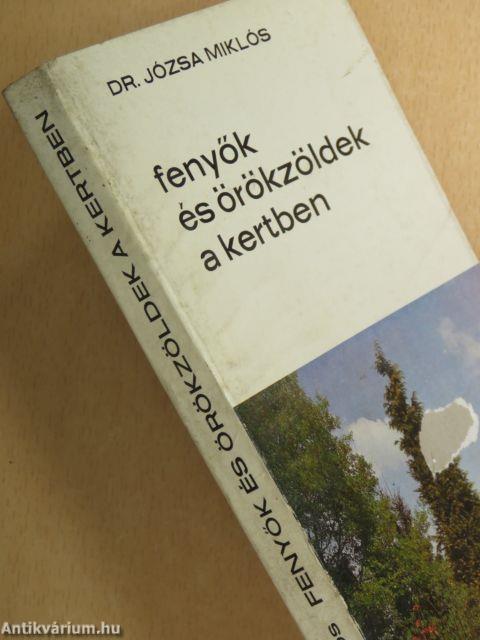 DR. JÓZSA MIKLÓS
fenyők
és örökzöldek
a kertben
FENYŐK ÉS ÖRÖKZÖLDEK A KERTBEN
Antikvárium.hu